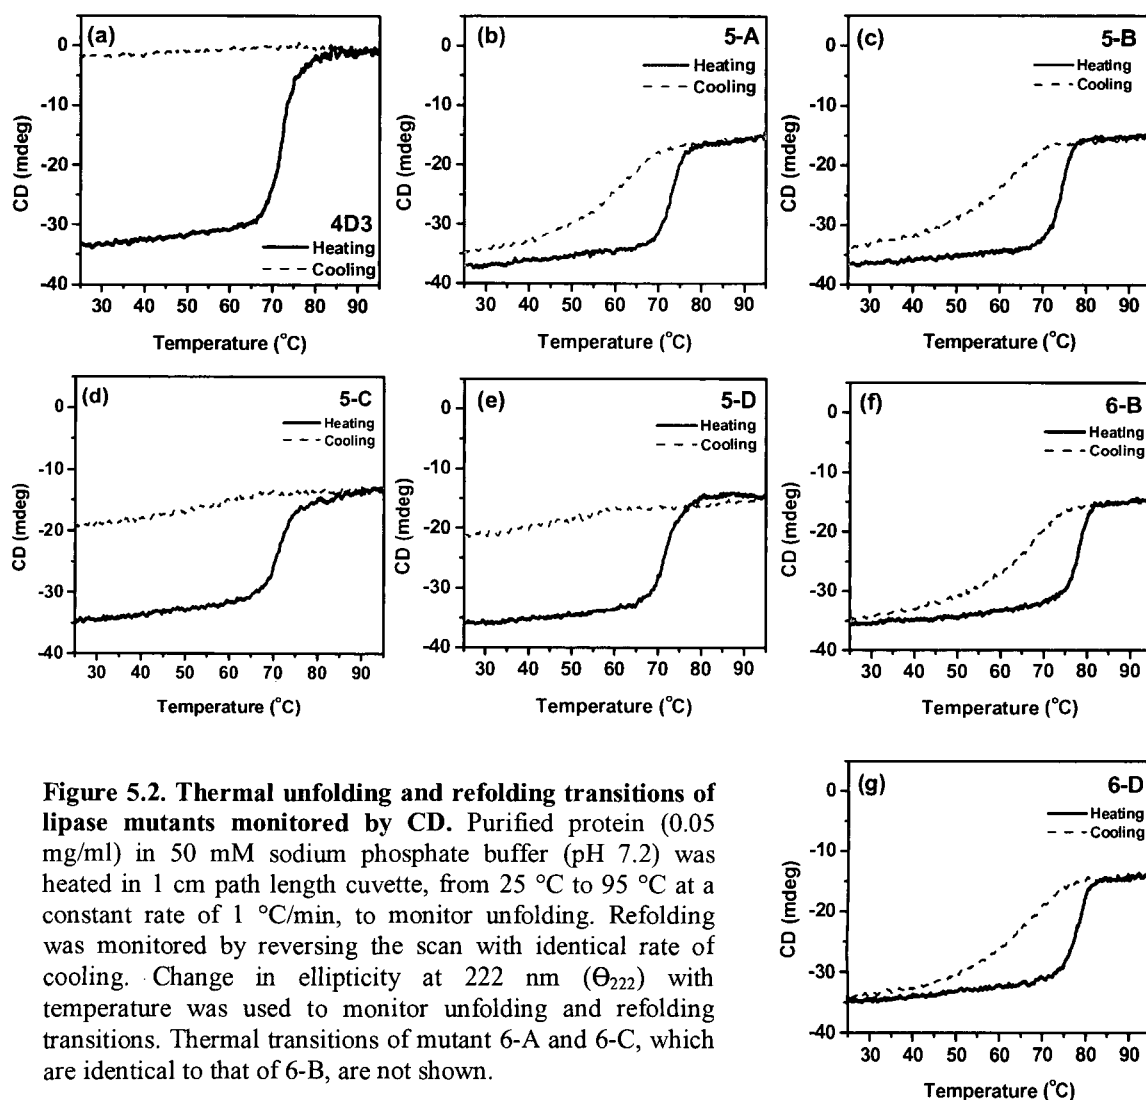 (a)
0
-10
-20
-30
-40
CD (mdeg)
4D3
Heating
Cooling
30 40 50 60 70 80 90
Temperature (°C)
(b)
5-A
Heating
Cooling
0
-10
-20
-30
-40
CD (mdeg)
30 40 50 60 70 80 90
Temperature (°C)
(c)
5-B
Heating
Cooling
0
-10
-20
-30
-40
CD (mdeg)
30 40 50 60 70 80 90
Temperature (°C)
(d)
5-C
Heating
Cooling
0
-10
-20
-30
-40
CD (mdeg)
30 40 50 60 70 80 90
Temperature (°C)
(e)
5-D
Heating
Cooling
0
-10
-20
-30
-40
CD (mdeg)
30 40 50 60 70 80 90
Temperature (°C)
(f)
6-B
Heating
Cooling
0
-10
-20
-30
-40
CD (mdeg)
30 40 50 60 70 80 90
Temperature (°C)
(g)
6-D
Heating
Cooling
0
-10
-20
-30
-40
CD (mdeg)
30 40 50 60 70 80 90
Temperature (°C)
Figure 5.2. Thermal unfolding and refolding transitions of
lipase mutants monitored by CD. Purified protein (0.05
mg/ml) in 50 mM sodium phosphate buffer (pH 7.2) was
heated in 1 cm path length cuvette, from 25 °C to 95 °C at a
constant rate of 1 °C/min, to monitor unfolding. Refolding
was monitored by reversing the scan with identical rate of
cooling. Change in ellipticity at 222 nm (Θ222) with
temperature was used to monitor unfolding and refolding
transitions. Thermal transitions of mutant 6-A and 6-C, which
are identical to that of 6-B, are not shown.